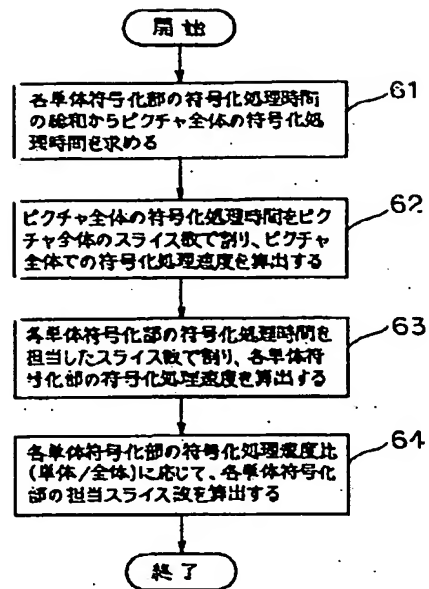 開始
61
各単体符号化部の符号化処理時間
の総和からピクチャ全体の符号化処
理時間を求める
62
ピクチャ全体の符号化処理時間をピク
チャ全体のスライス数で割り、ピクチャ
全体での符号化処理速度を算出する
63
各単体符号化部の符号化処理時間を
担当したスライス数で割り、各単体符
号化部の符号化処理速度を算出する
64
各単体符号化部の符号化処理速度比
(単体/全体)に応じて、各単体符号化
部の担当スライス数を算出する
終了